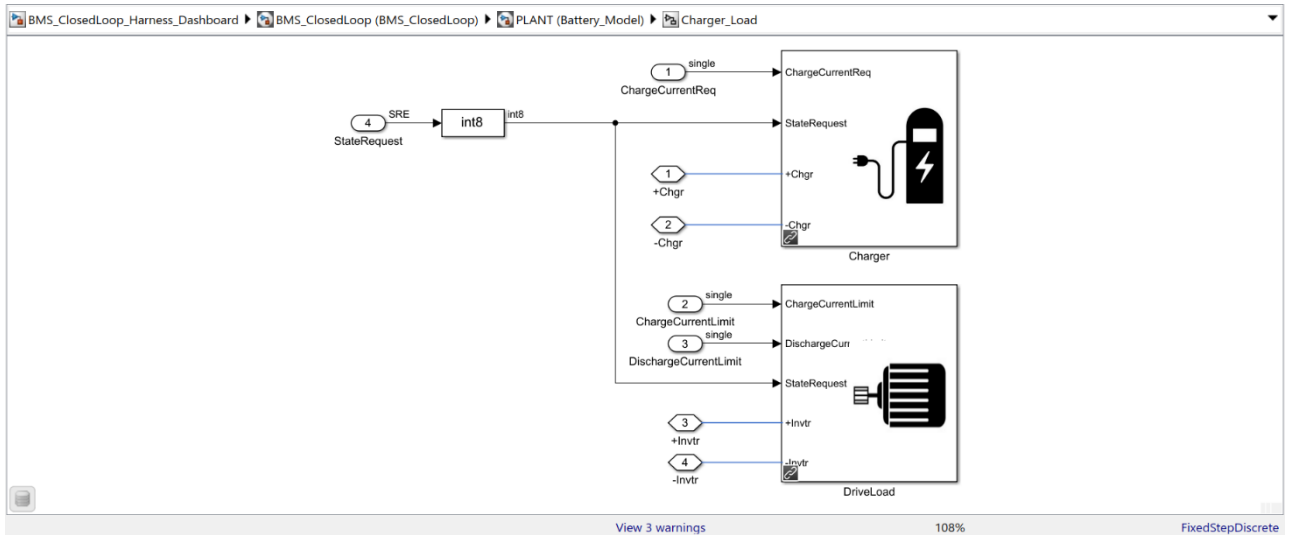 BMS_ClosedLoop_Harness_Dashboard BMS_ClosedLoop (BMS_ClosedLoop) PLANT (Battery_Model) Charger_Load
1 single ChargeCurrentReq
ChargeCurrentReq
4 SRE int8 int8 StateRequest
StateRequest
1 +Chgr
+Chgr
2 -Chgr
-Chgr
Charger
2 single ChargeCurrentLimit
ChargeCurrentLimit
3 single DischargeCurr
DischargeCurrentLimit
StateRequest
3 +Invtr
+Invtr
4 -Invtr
-Invtr
DriveLoad
View 3 warnings 108% FixedStepDiscrete